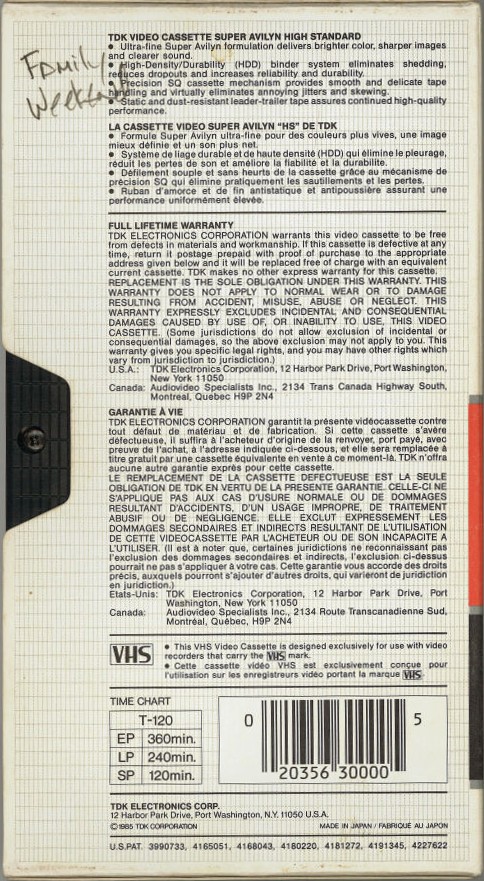 Family
Weekend
TDK VIDEO CASSETTE SUPER AVILYN HIGH STANDARD
● Ultra-fine Super Avilyn formulation delivers brighter color, sharper images
and clearer sound.
● High-Density/Durability (HDD) binder system eliminates shedding,
reduces dropouts and increases reliability and durability.
● Precision SQ cassette mechanism provides smooth and delicate tape
handling and virtually eliminates annoying jitters and skewing.
● Static and dust-resistant leader-trailer tape assures continued high-quality
performance.
LA CASSETTE VIDEO SUPER AVILYN "HS" DE TDK
● Formule Super Avilyn ultra-fine pour des couleurs plus vives, une image
mieux définie et un son plus net.
● Système de liage durable et de haute densité (HDD) qui élimine le pleurage,
réduit les pertes de son et améliore la fiabilité et la durabilité.
● Défilement souple et sans heurts de la cassette grâce au mécanisme de
précision SQ qui élimine pratiquement les sautillements et les pertes.
● Ruban d'amorce et de fin antistatique et antipoussière assurant une
performance uniformément élevée.
FULL LIFETIME WARRANTY
TDK ELECTRONICS CORPORATION warrants this video cassette to be free
from defects in materials and workmanship. If this cassette is defective at any
time, return it postage prepaid with proof of purchase to the appropriate
address given below and it will be replaced free of charge with an equivalent
current cassette. TDK makes no other express warranty for this cassette.
REPLACEMENT IS THE SOLE OBLIGATION UNDER THIS WARRANTY. THIS
WARRANTY DOES NOT APPLY TO NORMAL WEAR OR TO DAMAGE
RESULTING FROM ACCIDENT, MISUSE, ABUSE OR NEGLECT. THIS
WARRANTY EXPRESSLY EXCLUDES INCIDENTAL AND CONSEQUENTIAL
DAMAGES CAUSED BY USE OF, OR INABILITY TO USE, THIS VIDEO
CASSETTE. (Some jurisdictions do not allow exclusion of incidental or
consequential damages, so the above exclusion may not apply to you. This
warranty gives you specific legal rights, and you may have other rights which
vary from jurisdiction to jurisdiction.)
U.S.A.: TDK Electronics Corporation, 12 Harbor Park Drive, Port Washington,
New York 11050
Canada: Audiovideo Specialists Inc., 2134 Trans Canada Highway South,
Montreal, Quebec H9P 2N4
GARANTIE À VIE
TDK ELECTRONICS CORPORATION garantit la présente vidéocassette contre
tout défaut de matériau et de fabrication. Si cette cassette s'avère
défectueuse, il suffira à l'acheteur d'origine de la renvoyer, port payé, avec
preuve de l'achat, à l'adresse indiquée ci-dessous, et elle sera remplacée à
titre gratuit par une cassette équivalente en vente à ce moment-là. TDK n'offra
aucune autre garantie exprès pour cette cassette.
LE REMPLACEMENT DE LA CASSETTE DEFECTUEUSE EST LA SEULE
OBLIGATION DE TDK EN VERTU DE LA PRESENTE GARANTIE. CELLE-CI NE
S'APPLIQUE PAS AUX CAS D'USURE NORMALE OU DE DOMMAGES
RESULTANT D'ACCIDENTS, D'UN USAGE IMPROPRE, DE TRAITEMENT
ABUSIF OU DE NEGLIGENCE. ELLE EXCLUT EXPRESSEMENT LES
DOMMAGES SECONDAIRES ET INDIRECTS RESULTANT DE L'UTILISATION
DE CETTE VIDEOCASSETTE PAR L'ACHETEUR OU DE SON INCAPACITE A
L'UTILISER. (Il est à noter que, certaines juridictions ne reconnaissant pas
l'exclusion des dommages secondaires et indirects, l'exclusion ci-dessus
pourrait ne pas s'appliquer à votre cas. Cette garantie vous accorde des droits
précis, auxquels pourront s'ajouter d'autres droits, qui varieront de juridiction
en juridiction.)
Etats-Unis: TDK Electronics Corporation, 12 Harbor Park Drive, Port
Washington, New York 11050
Canada: Audiovideo Specialists Inc., 2134 Route Transcanadienne Sud,
Montréal, Québec, H9P 2N4
VHS
● This VHS Video Cassette is designed exclusively for use with video
recorders that carry the VHS mark.
● Cette cassette vidéo VHS est exclusivement conçue pour
l'utilisation sur les enregistreurs vidéo portant la marque VHS.
TIME CHART
T-120
EP 360min.
LP 240min.
SP 120min.
0 5
20356 30000
TDK ELECTRONICS CORP.
12 Harbor Park Drive, Port Washington, N.Y. 11050 U.S.A.
©1985 TDK CORPORATION MADE IN JAPAN / FABRIQUÉ AU JAPON
U.S.PAT. 3990733, 4165051, 4168043, 4180220, 4181272, 4191345, 4227622